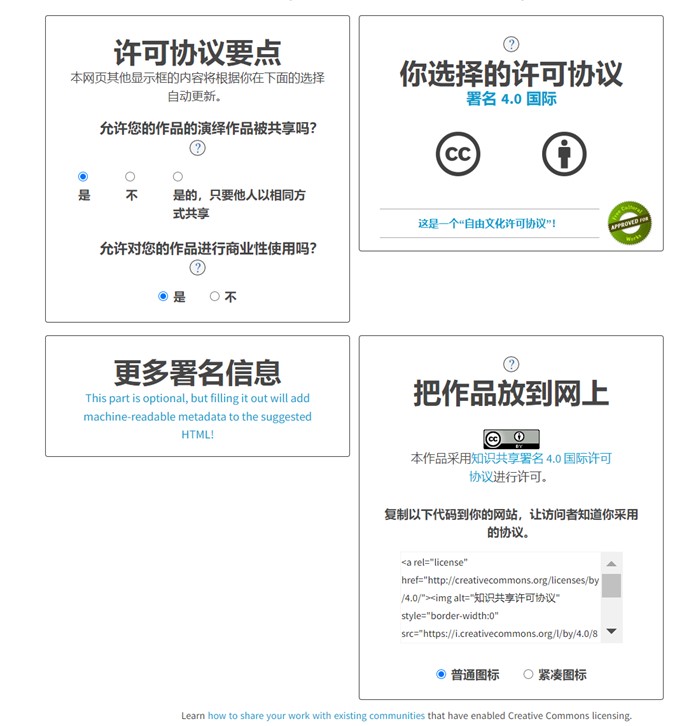 许可协议要点
本网页其他显示框的内容将根据你在下面的选择
自动更新。
允许您的作品的演绎作品被共享吗？
?
是
不
是的，只要他人以相同方
式共享
允许对您的作品进行商业性使用吗？
?
是 不
?
你选择的许可协议
署名 4.0 国际
cc
这是一个“自由文化许可协议”！
Free Cultural
APPROVED FOR
Works
更多署名信息
This part is optional, but filling it out will add
machine-readable metadata to the suggested
HTML!
?
把作品放到网上
cc
BY
本作品采用知识共享署名 4.0 国际许可
协议进行许可。
复制以下代码到你的网站，让访问者知道你采用
的协议。
<a rel="license"
href="http://creativecommons.org/licenses/by
/4.0/"><img alt="知识共享许可协议"
style="border-width:0"
src="https://i.creativecommons.org/l/by/4.0/8
普通图标 紧凑图标
Learn how to share your work with existing communities that have enabled Creative Commons licensing.